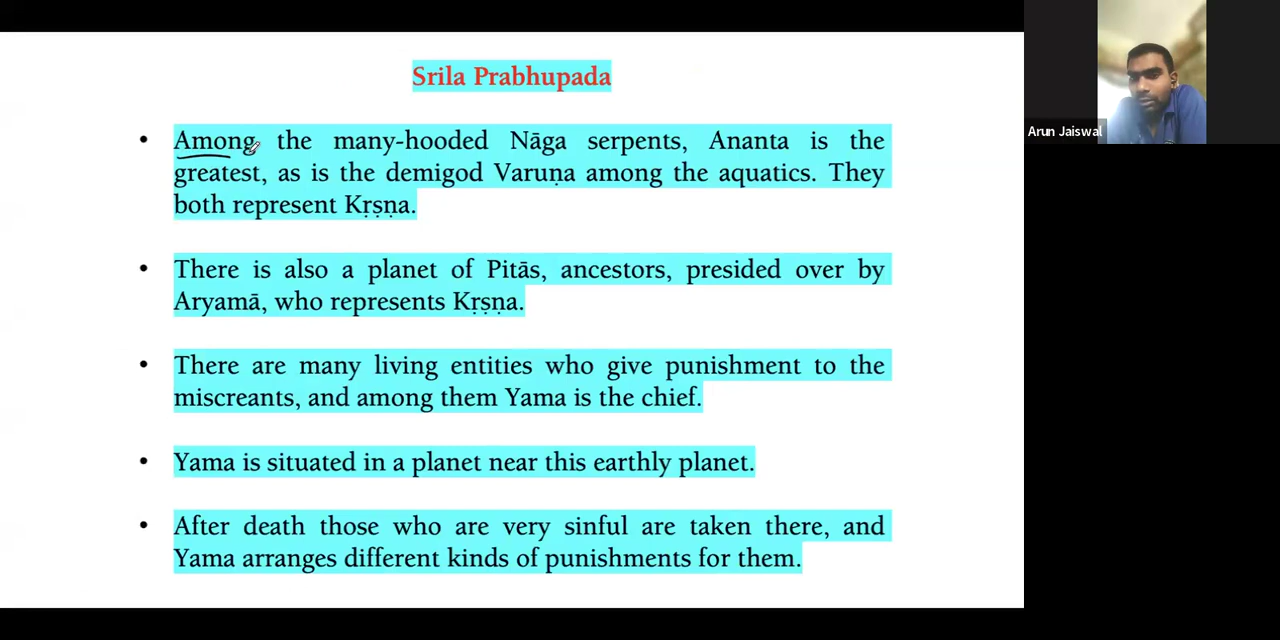 Srila Prabhupada
• Among the many-hooded Nāga serpents, Ananta is the
greatest, as is the demigod Varuṇa among the aquatics. They
both represent Kṛṣṇa.
• There is also a planet of Pitās, ancestors, presided over by
Aryamā, who represents Kṛṣṇa.
• There are many living entities who give punishment to the
miscreants, and among them Yama is the chief.
• Yama is situated in a planet near this earthly planet.
• After death those who are very sinful are taken there, and
Yama arranges different kinds of punishments for them.
Arun Jaiswal